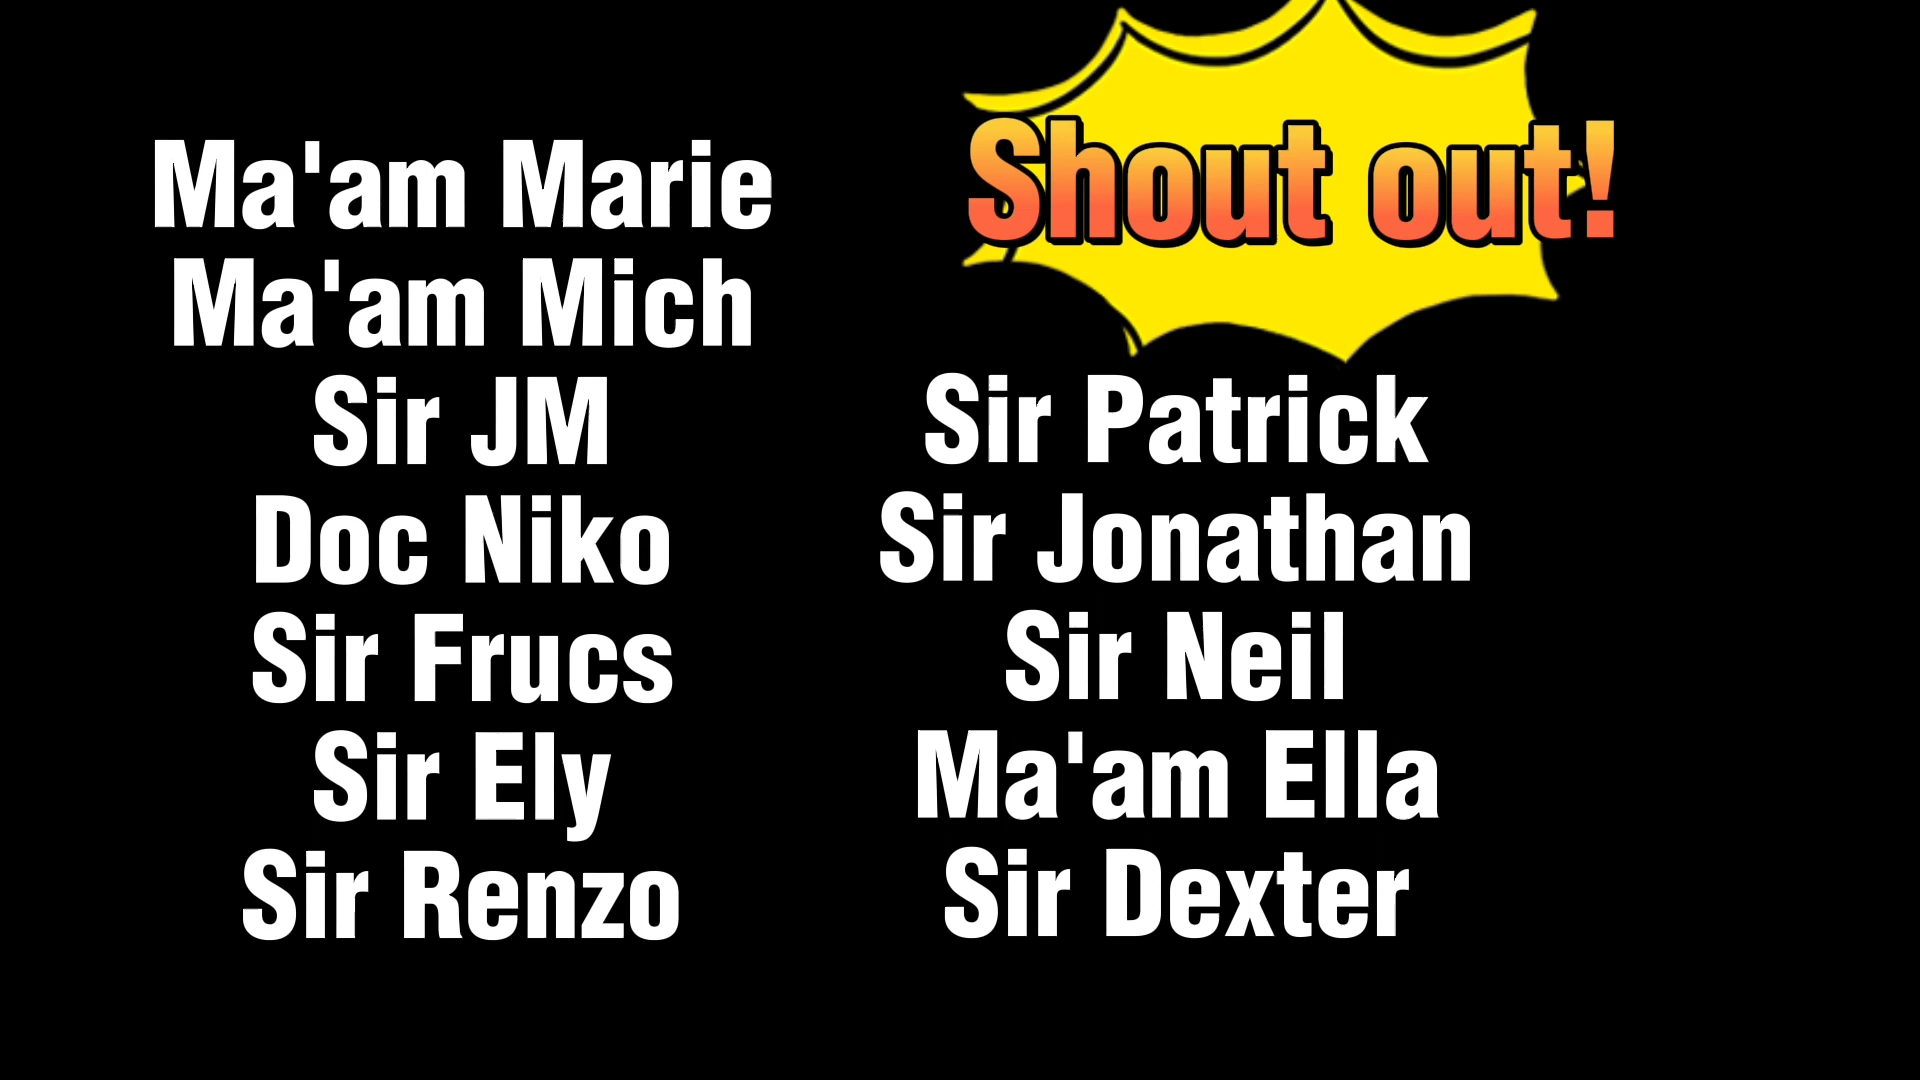 Shout out!
Ma'am Marie
Ma'am Mich
Sir JM
Doc Niko
Sir Frucs
Sir Ely
Sir Renzo
Sir Patrick
Sir Jonathan
Sir Neil
Ma'am Ella
Sir Dexter